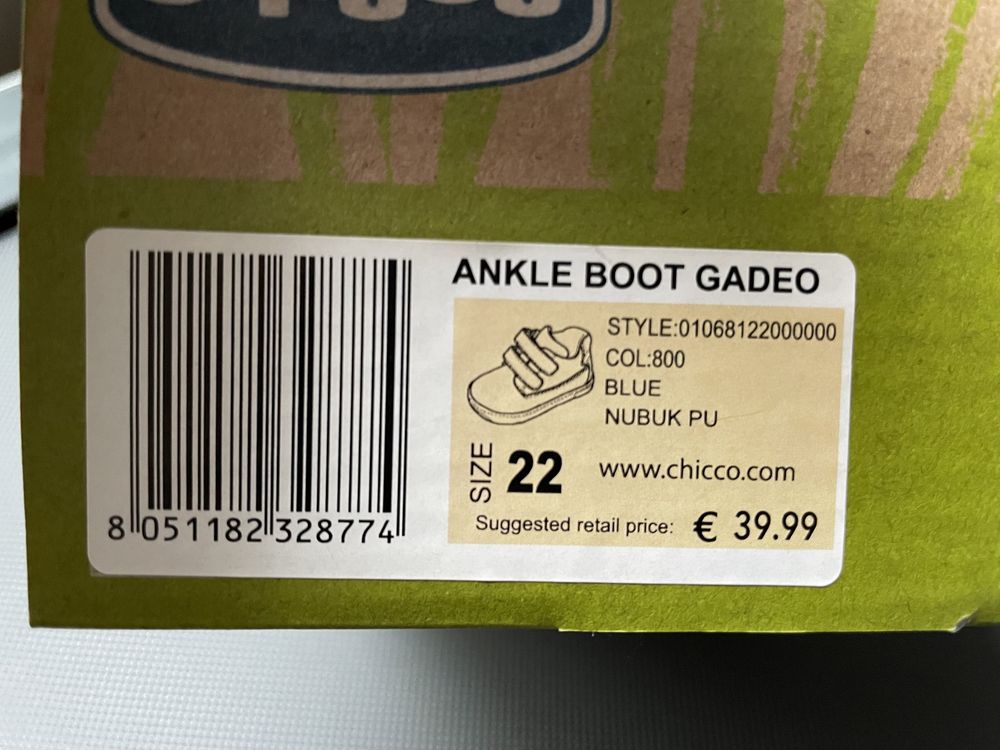 ANKLE BOOT GADEO
STYLE:01068122000000
COL:800
BLUE
NUBUK PU
SIZE 22
www.chicco.com
Suggested retail price: € 39.99
8 051182 328774